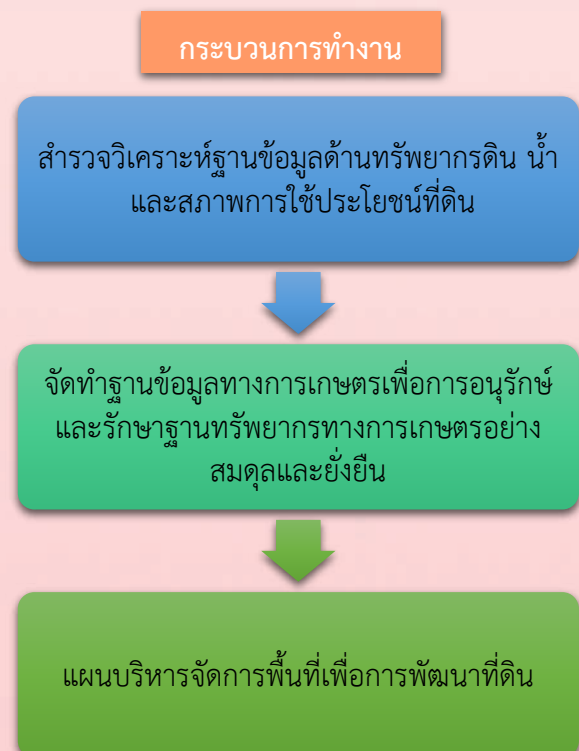 กระบวนการทำงาน
สำรวจวิเคราะห์ฐานข้อมูลด้านทรัพยากรดิน น้ำ
และสภาพการใช้ประโยชน์ที่ดิน
จัดทำฐานข้อมูลทางการเกษตรเพื่อการอนุรักษ์
และรักษาฐานทรัพยากรทางการเกษตรอย่าง
สมดุลและยั่งยืน
แผนบริหารจัดการพื้นที่เพื่อการพัฒนาที่ดิน